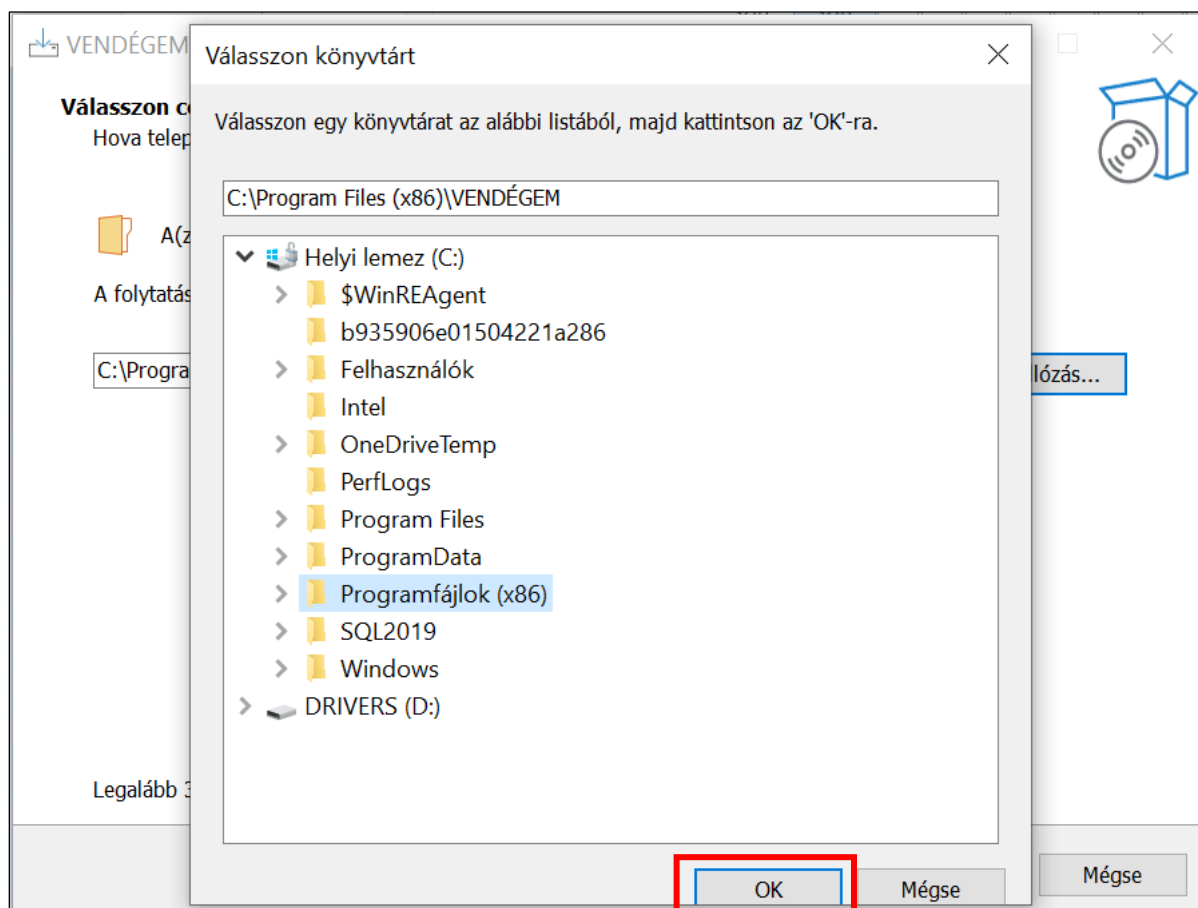 VENDÉGEM
Válasszon könyvtárt
Válasszon
Hova
Válasszon egy könyvtárat az alábbi listából, majd kattintson az 'OK'-ra.
C:\Program Files (x86)\VENDÉGEM
Helyi lemez (C:)
$WinREAgent
A folytatás
b935906e01504221a286
C:\Progra
lózás...
Felhasználók
Intel
OneDriveTemp
PerfLogs
Program Files
ProgramData
Programfájlok (x86)
SQL2019
Windows
DRIVERS (D:)
Legalább
OK
Mégse
Mégse